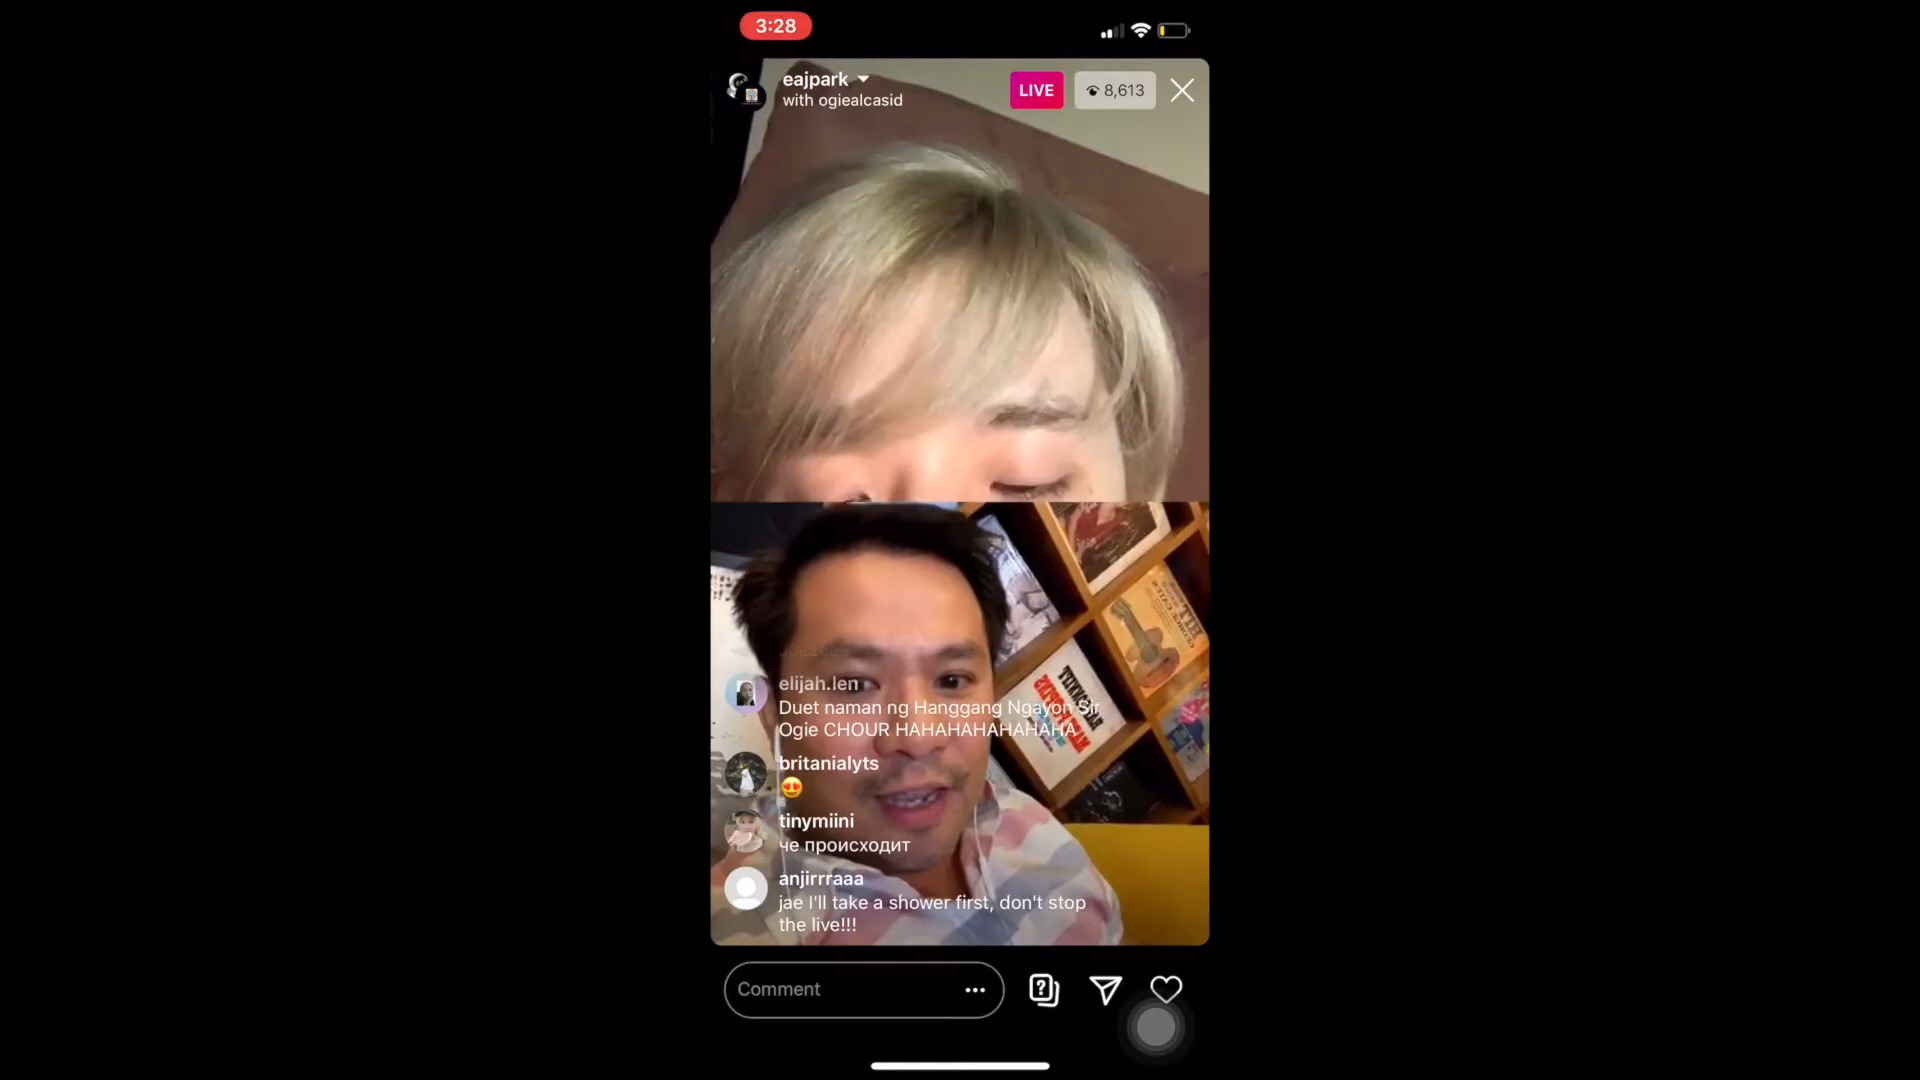 3:28
eajpark
with ogiealcasid
LIVE
8,613
elijah.len
Duet naman ng Hanggang Ngayon Sir
Ogie CHOUR HAHAHAHAHAHAHA
britanialyts
tinymiini
че происходит
anjirrraaa
jae I'll take a shower first, don't stop
the live!!!
Comment